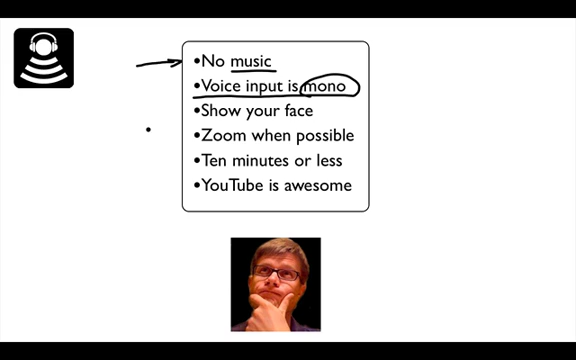 •No music
•Voice input is mono
•Show your face
•Zoom when possible
•Ten minutes or less
•YouTube is awesome